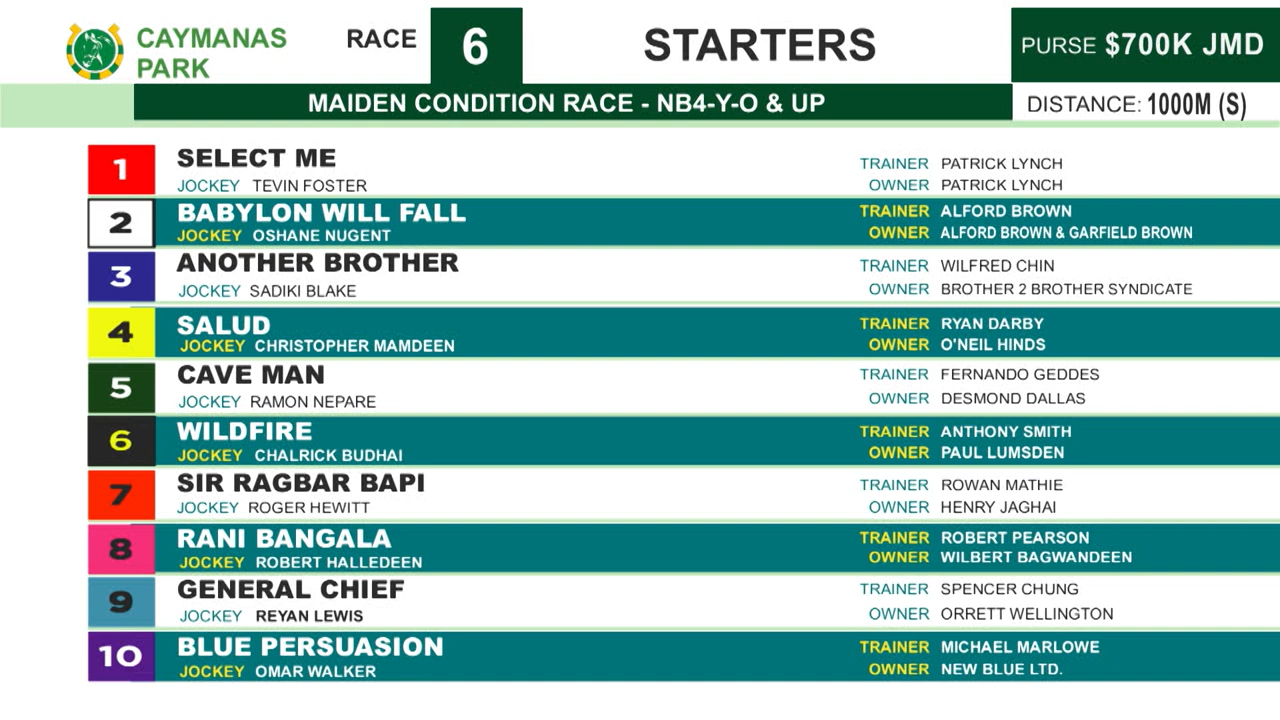 CAYMANAS
PARK
RACE 6
STARTERS
PURSE $700K JMD
MAIDEN CONDITION RACE - NB4-Y-O & UP
DISTANCE: 1000M (S)
1 SELECT ME
JOCKEY TEVIN FOSTER
TRAINER PATRICK LYNCH
OWNER PATRICK LYNCH
2 BABYLON WILL FALL
JOCKEY OSHANE NUGENT
TRAINER ALFORD BROWN
OWNER ALFORD BROWN & GARFIELD BROWN
3 ANOTHER BROTHER
JOCKEY SADIKI BLAKE
TRAINER WILFRED CHIN
OWNER BROTHER 2 BROTHER SYNDICATE
4 SALUD
JOCKEY CHRISTOPHER MAMDEEN
TRAINER RYAN DARBY
OWNER O'NEIL HINDS
5 CAVE MAN
JOCKEY RAMON NEPARE
TRAINER FERNANDO GEDDES
OWNER DESMOND DALLAS
6 WILDFIRE
JOCKEY CHALRICK BUDHAI
TRAINER ANTHONY SMITH
OWNER PAUL LUMSDEN
7 SIR RAGBAR BAPI
JOCKEY ROGER HEWITT
TRAINER ROWAN MATHIE
OWNER HENRY JAGHAI
8 RANI BANGALA
JOCKEY ROBERT HALLEDEEN
TRAINER ROBERT PEARSON
OWNER WILBERT BAGWANDEEN
9 GENERAL CHIEF
JOCKEY REYAN LEWIS
TRAINER SPENCER CHUNG
OWNER ORRETT WELLINGTON
10 BLUE PERSUASION
JOCKEY OMAR WALKER
TRAINER MICHAEL MARLOWE
OWNER NEW BLUE LTD.